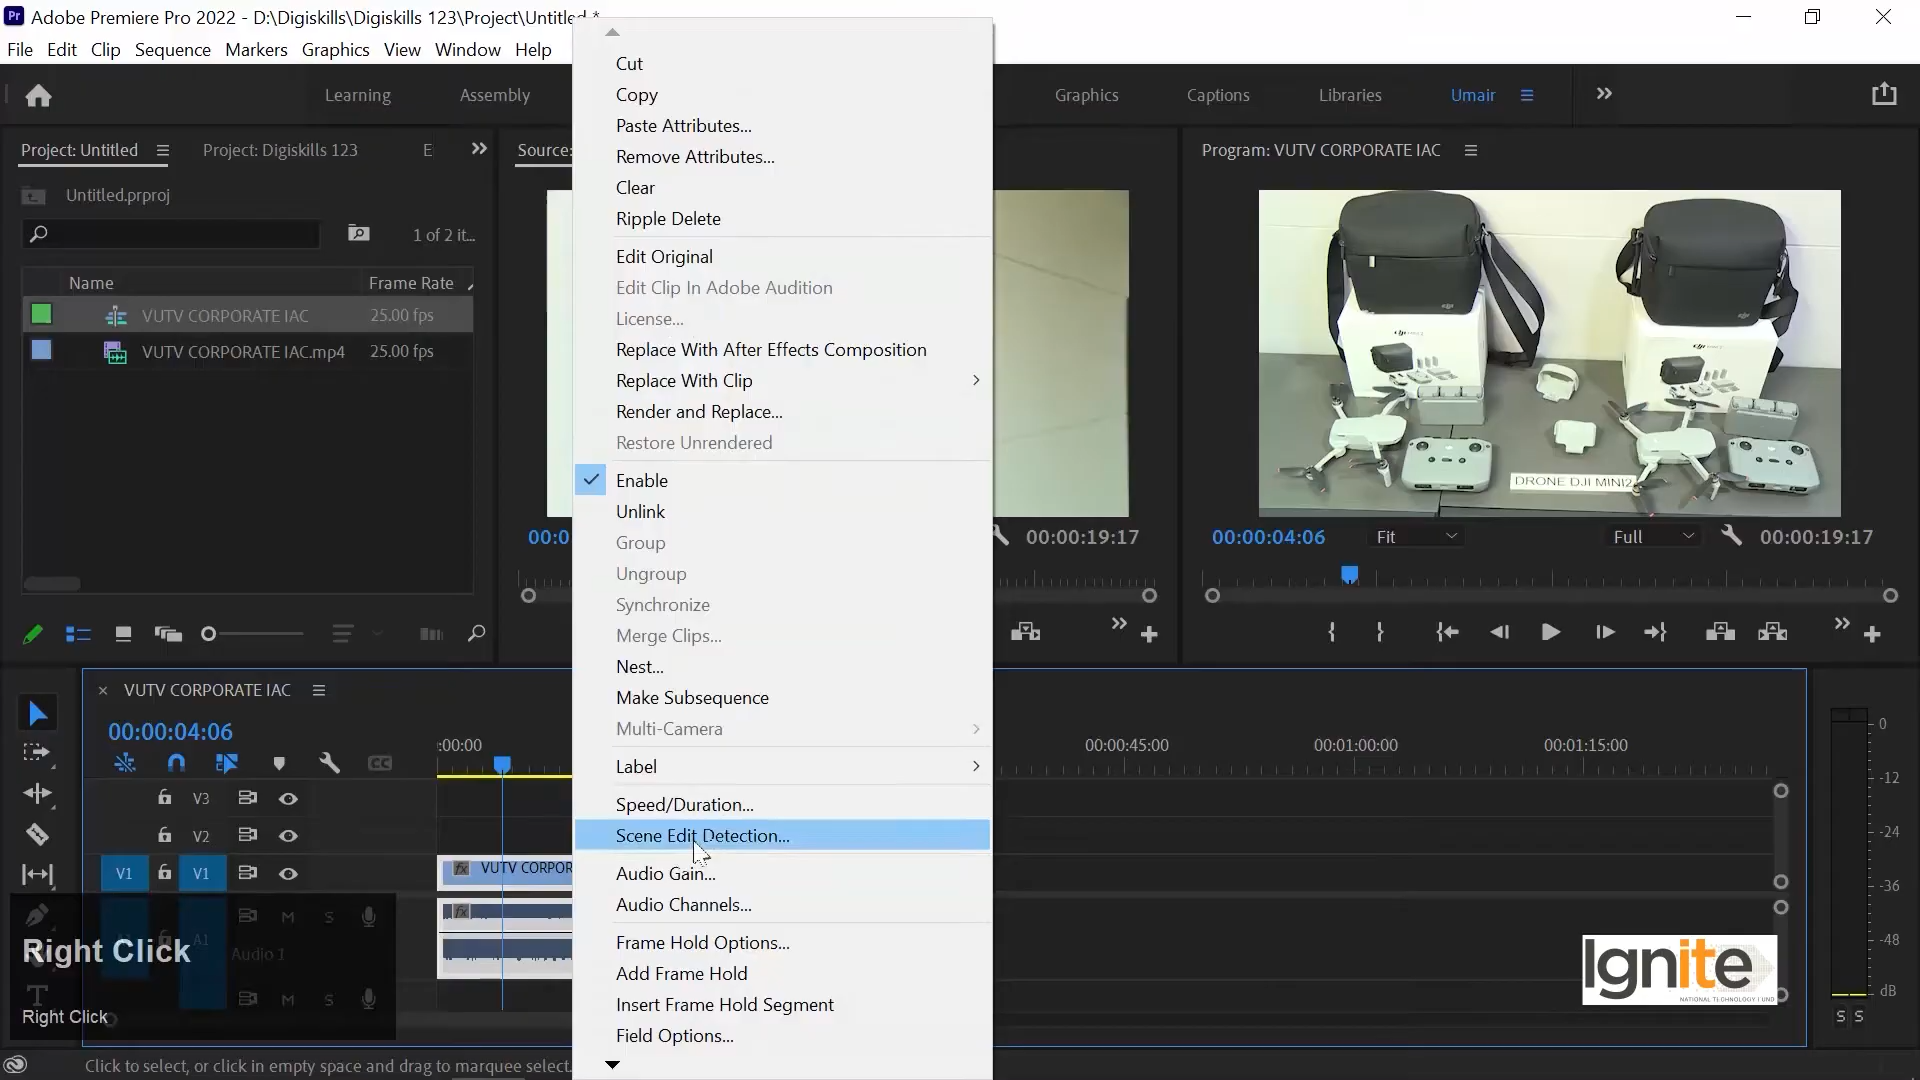 Adobe Premiere Pro 2022 - D:\Digiskills\Digiskills 123\Project\Untitled *
File Edit Clip Sequence Markers Graphics View Window Help
Learning Assembly Graphics Captions Libraries Umair
Project: Untitled Project: Digiskills 123 E
Untitled.prproj
1 of 2 it...
Name Frame Rate
VUTV CORPORATE IAC 25.00 fps
VUTV CORPORATE IAC.mp4 25.00 fps
Source:
00:0
00:00:19:17
Cut
Copy
Paste Attributes...
Remove Attributes...
Clear
Ripple Delete
Edit Original
Edit Clip In Adobe Audition
License...
Replace With After Effects Composition
Replace With Clip
Render and Replace...
Restore Unrendered
Enable
Unlink
Group
Ungroup
Synchronize
Merge Clips...
Nest...
Make Subsequence
Multi-Camera
Label
Speed/Duration...
Scene Edit Detection...
Audio Gain...
Audio Channels...
Frame Hold Options...
Add Frame Hold
Insert Frame Hold Segment
Field Options...
Program: VUTV CORPORATE IAC
DRONE DJI MINI2
00:00:04:06 Fit Full 00:00:19:17
VUTV CORPORATE IAC
00:00:04:06
:00:00 00:00:45:00 00:01:00:00 00:01:15:00
V3
V2
V1 V1
fx VUTV CORPOR
fx
M S
A1 Audio 1
M S
Right Click
Right Click
0
-12
-24
-36
-48
dB
S S
Ignite
NATIONAL TECHNOLOGY FUND
Click to select, or click in empty space and drag to marquee select.